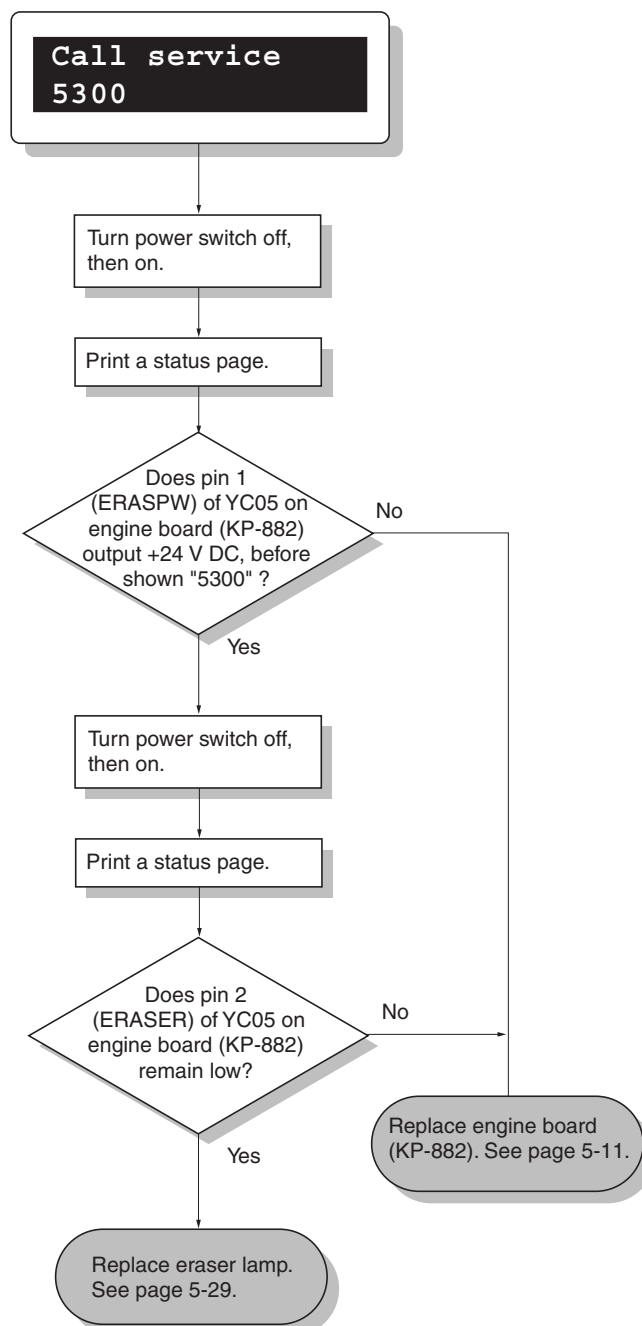 Call service
5300
Turn power switch off,
then on.
Print a status page.
Does pin 1
(ERASPW) of YC05 on
engine board (KP-882)
output +24 V DC, before
shown "5300" ?
No
Yes
Turn power switch off,
then on.
Print a status page.
Does pin 2
(ERASER) of YC05 on
engine board (KP-882)
remain low?
No
Yes
Replace engine board
(KP-882). See page 5-11.
Replace eraser lamp.
See page 5-29.